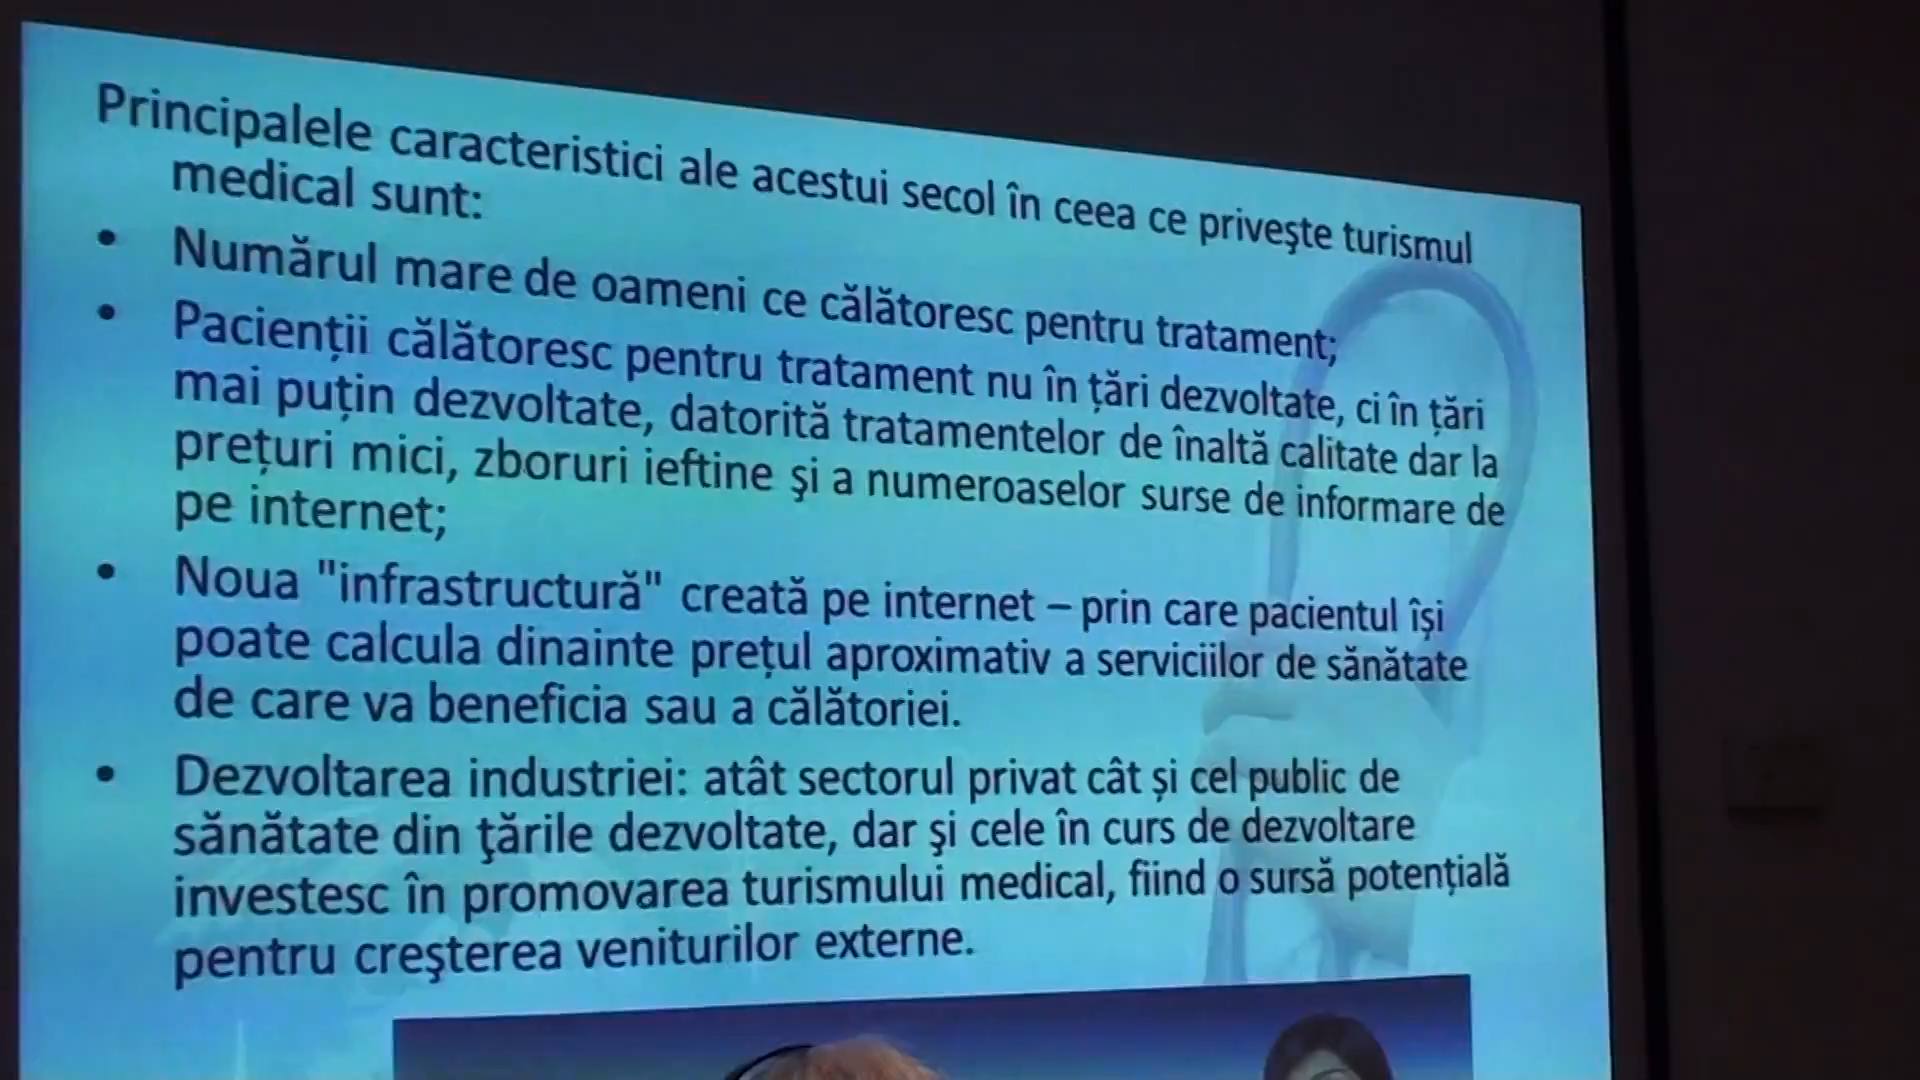 Principalele caracteristici ale acestui secol în ceea ce priveşte turismul
medical sunt:
• Numărul mare de oameni ce călătoresc pentru tratament;
• Pacienții călătoresc pentru tratament nu în țări dezvoltate, ci în țări
mai puțin dezvoltate, datorită tratamentelor de înaltă calitate dar la
prețuri mici, zboruri ieftine şi a numeroaselor surse de informare de
pe internet;
• Noua "infrastructură" creată pe internet – prin care pacientul îşi
poate calcula dinainte prețul aproximativ a serviciilor de sănătate
de care va beneficia sau a călătoriei.
• Dezvoltarea industriei: atât sectorul privat cât și cel public de
sănătate din ţările dezvoltate, dar şi cele în curs de dezvoltare
investesc în promovarea turismului medical, fiind o sursă potențială
pentru creşterea veniturilor externe.